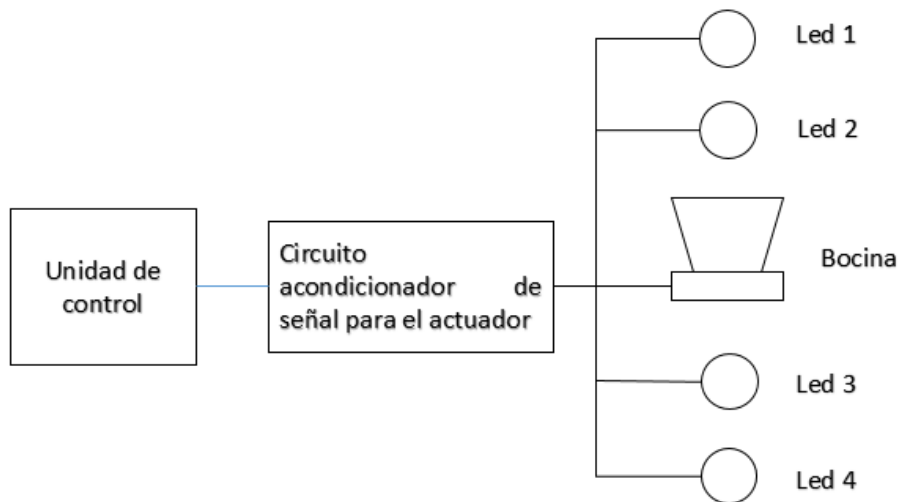 Led 1
Led 2
Unidad de
control
Circuito
acondicionador de
señal para el actuador
Bocina
Led 3
Led 4